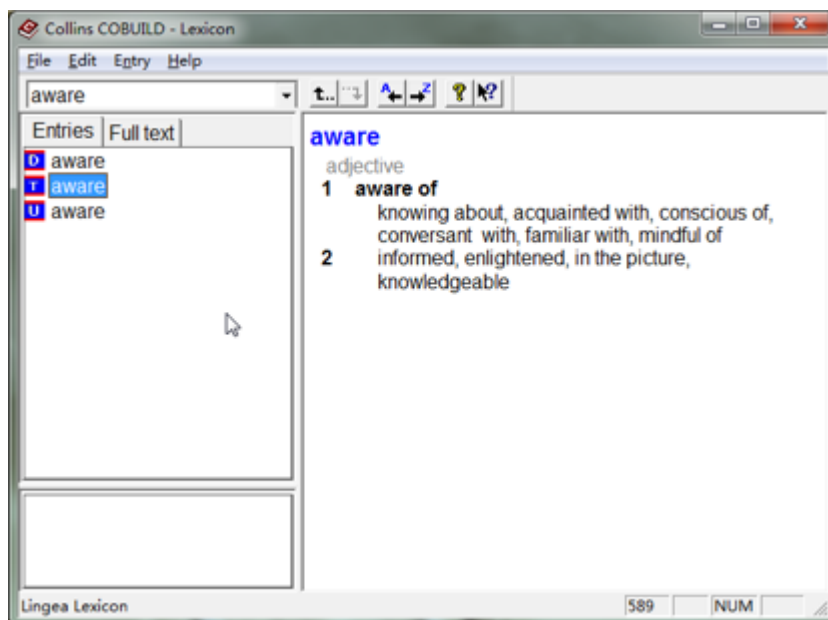 Collins COBUILD - Lexicon
File Edit Entry Help
aware
Entries Full text
D aware
T aware
U aware
aware
adjective
1 aware of
knowing about, acquainted with, conscious of,
conversant with, familiar with, mindful of
2 informed, enlightened, in the picture,
knowledgeable
Lingea Lexicon 589 NUM